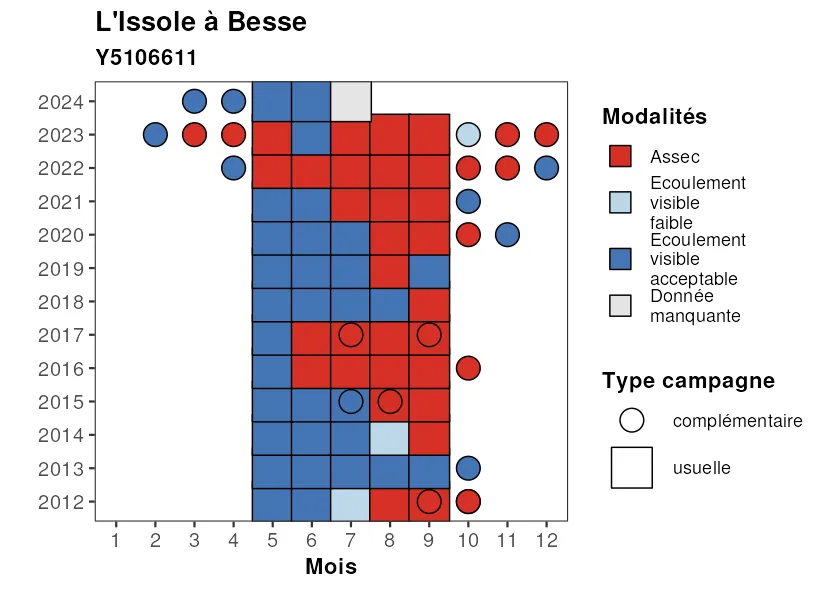 L'Issole à Besse
Y5106611
2024
2023
2022
2021
2020
2019
2018
2017
2016
2015
2014
2013
2012
1 2 3 4 5 6 7 8 9 10 11 12
Mois
Modalités
Assec
Ecoulement
visible
faible
Ecoulement
visible
acceptable
Donnée
manquante
Type campagne
complémentaire
usuelle